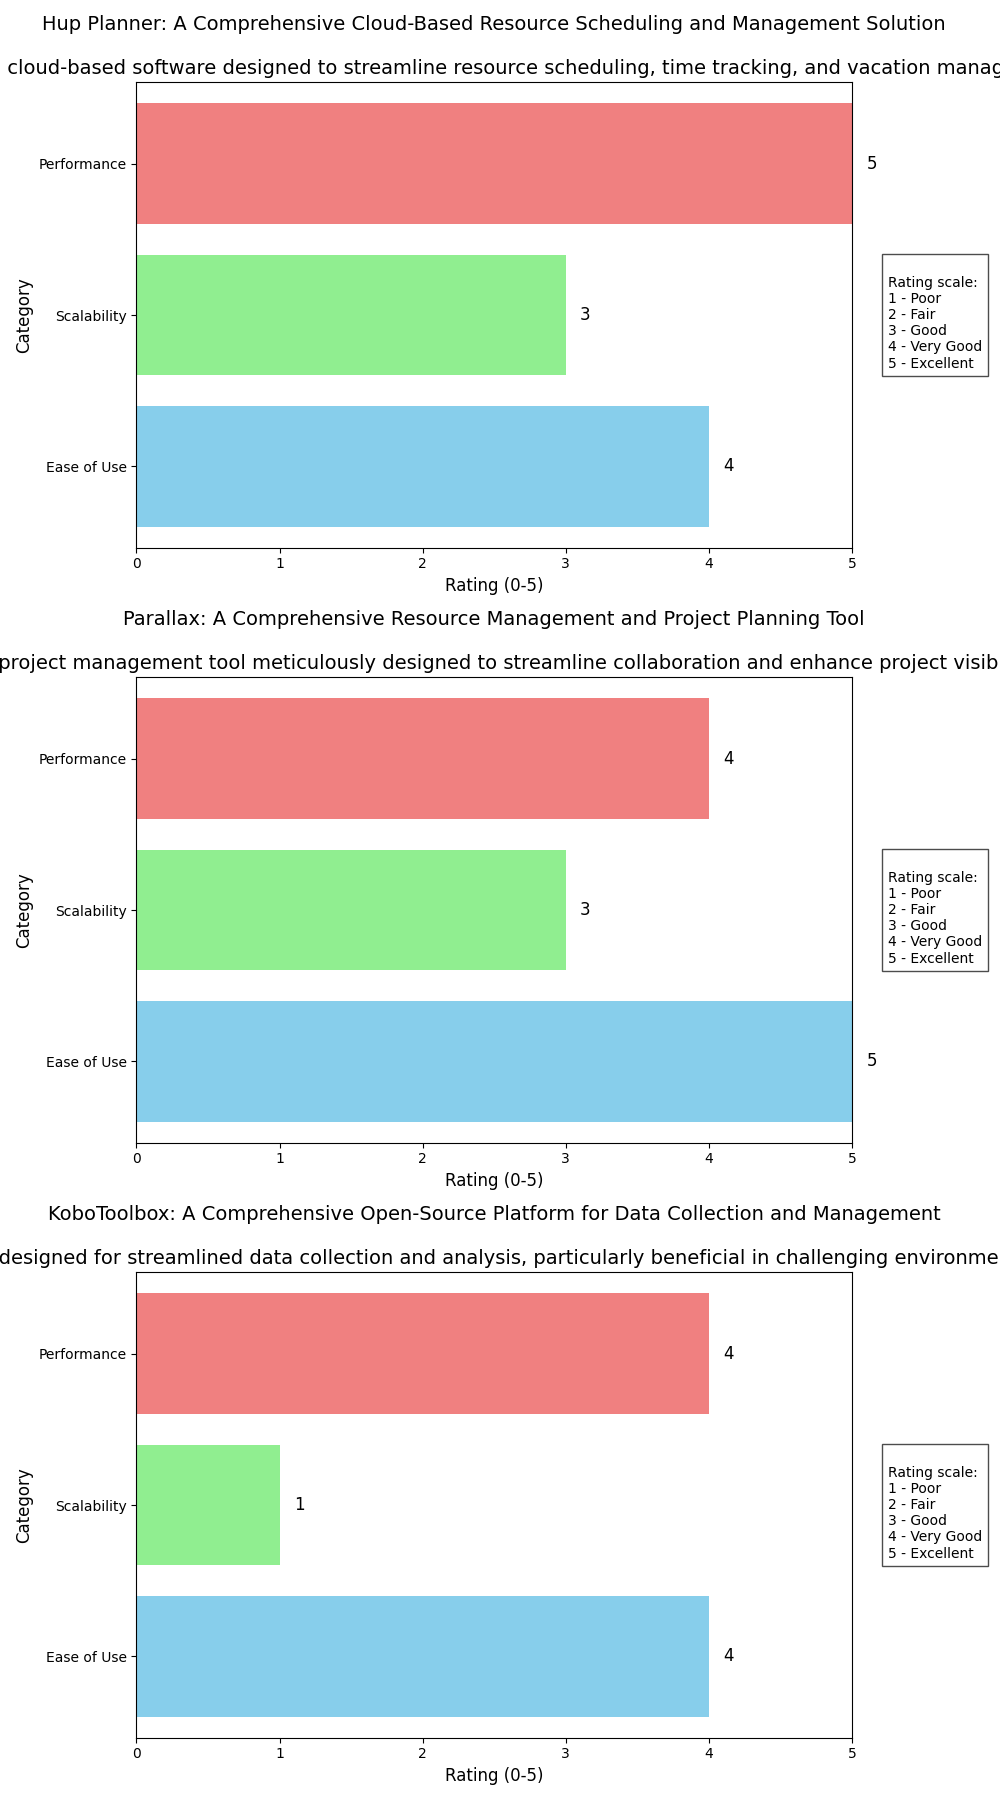 Hup Planner: A Comprehensive Cloud-Based Resource Scheduling and Management Solution
cloud-based software designed to streamline resource scheduling, time tracking, and vacation manag
Performance
5
Scalability
3
Ease of Use
4
Category
0 1 2 3 4 5
Rating (0-5)
Rating scale:
1 - Poor
2 - Fair
3 - Good
4 - Very Good
5 - Excellent
Parallax: A Comprehensive Resource Management and Project Planning Tool
project management tool meticulously designed to streamline collaboration and enhance project visib
Performance
4
Scalability
3
Ease of Use
5
Category
0 1 2 3 4 5
Rating (0-5)
Rating scale:
1 - Poor
2 - Fair
3 - Good
4 - Very Good
5 - Excellent
KoboToolbox: A Comprehensive Open-Source Platform for Data Collection and Management
designed for streamlined data collection and analysis, particularly beneficial in challenging environme
Performance
4
Scalability
1
Ease of Use
4
Category
0 1 2 3 4 5
Rating (0-5)
Rating scale:
1 - Poor
2 - Fair
3 - Good
4 - Very Good
5 - Excellent